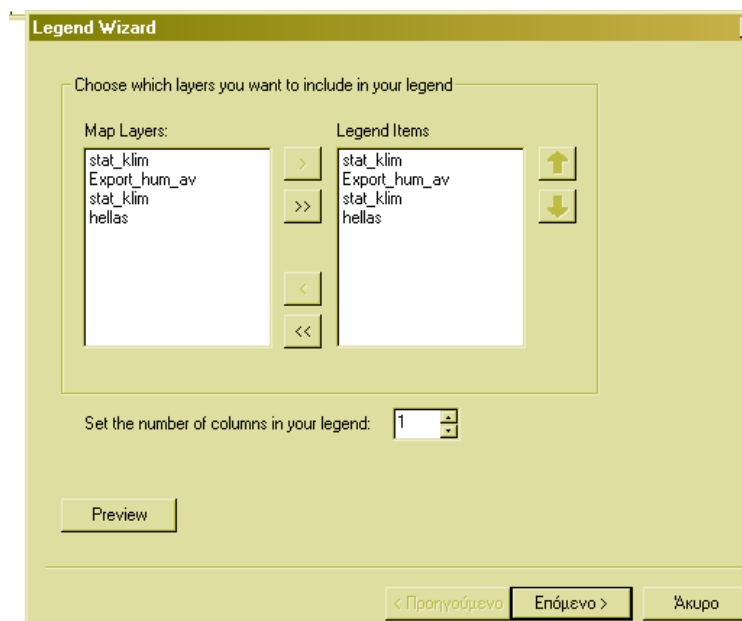 Legend Wizard
Choose which layers you want to include in your legend
Map Layers:
stat_klim
Export_hum_av
stat_klim
hellas
>
>>
<
<<
Legend Items
stat_klim
Export_hum_av
stat_klim
hellas
Set the number of columns in your legend: 1
Preview
< Προηγούμενο Επόμενο > Άκυρο